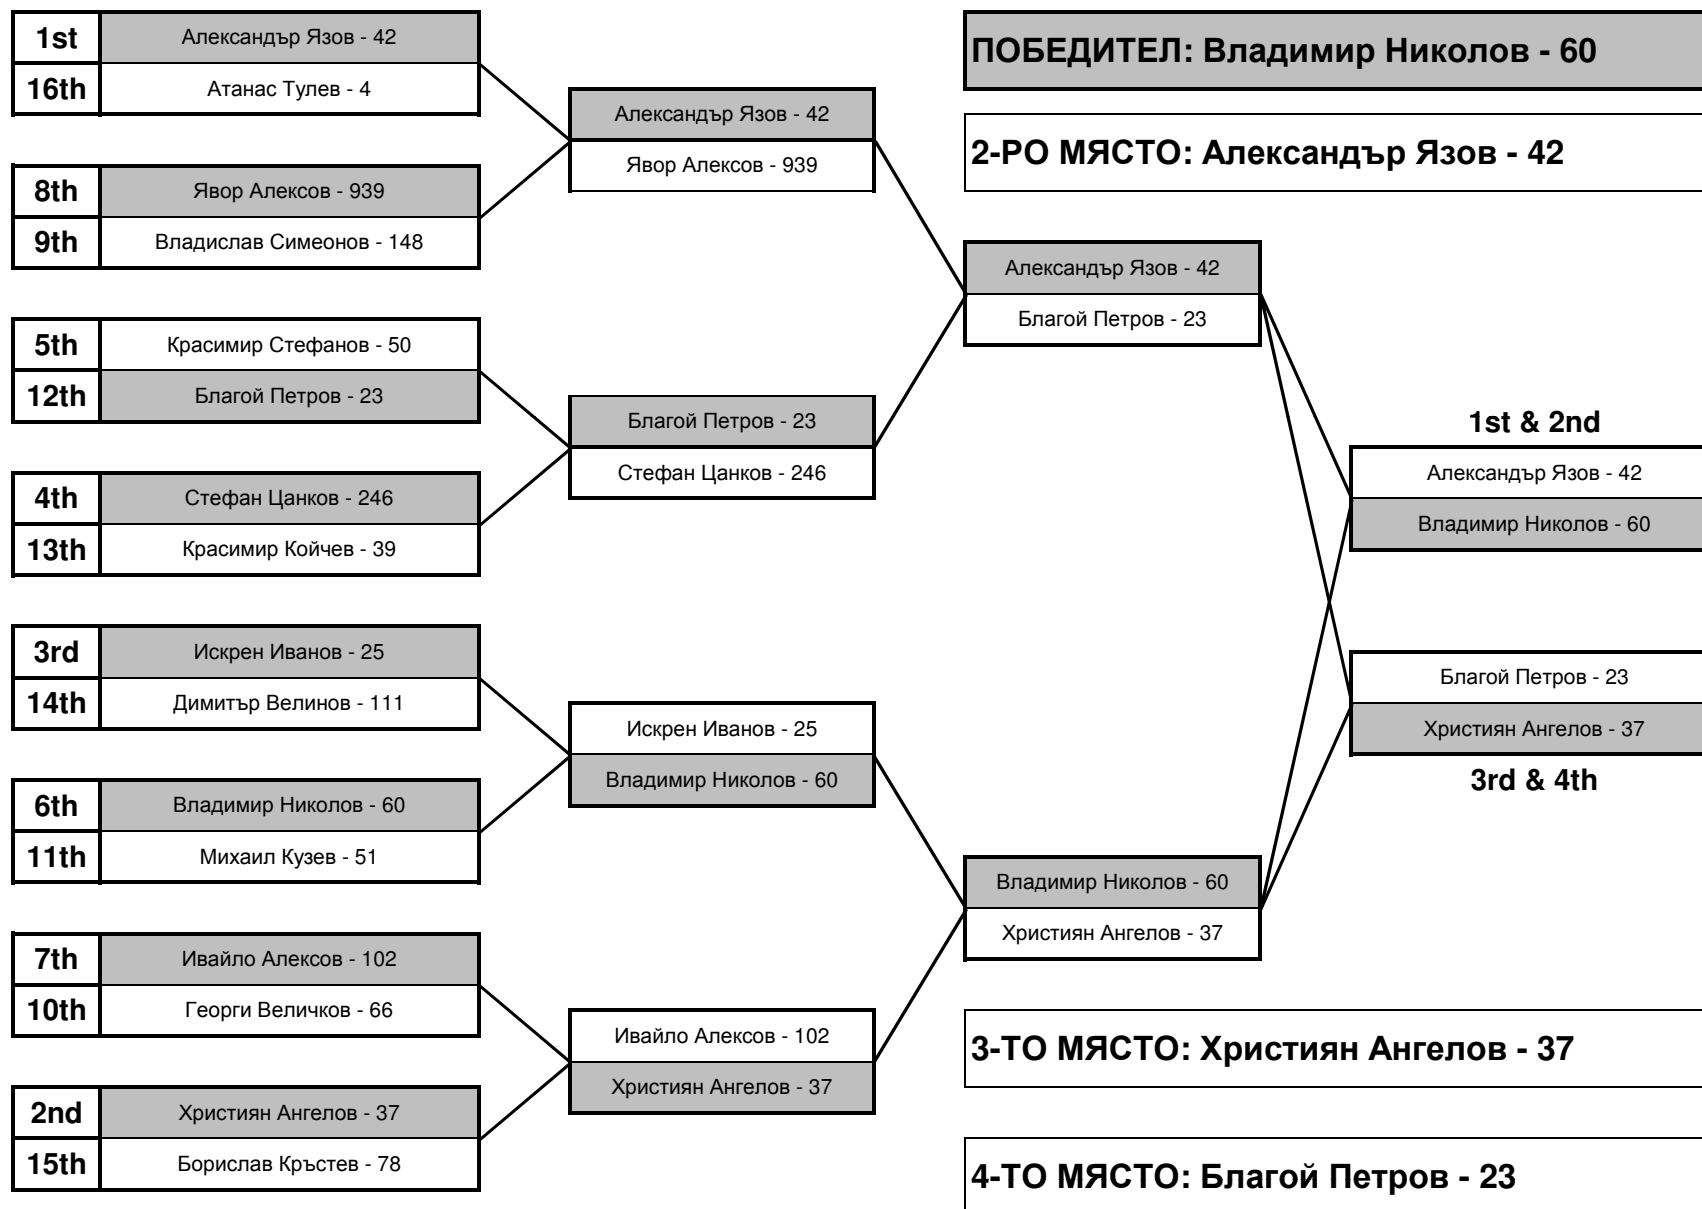 1st Александър Язов - 42
16th Атанас Тулев - 4
8th Явор Алексов - 939
9th Владислав Симеонов - 148
5th Красимир Стефанов - 50
12th Благой Петров - 23
4th Стефан Цанков - 246
13th Красимир Койчев - 39
3rd Искрен Иванов - 25
14th Димитър Велинов - 111
6th Владимир Николов - 60
11th Михаил Кузев - 51
7th Ивайло Алексов - 102
10th Георги Величков - 66
2nd Християн Ангелов - 37
15th Борислав Кръстев - 78
Александър Язов - 42
Явор Алексов - 939
Благой Петров - 23
Стефан Цанков - 246
Искрен Иванов - 25
Владимир Николов - 60
Ивайло Алексов - 102
Християн Ангелов - 37
ПОБЕДИТЕЛ: Владимир Николов - 60
2-РО МЯСТО: Александър Язов - 42
Александър Язов - 42
Благой Петров - 23
Владимир Николов - 60
Християн Ангелов - 37
1st & 2nd
Александър Язов - 42
Владимир Николов - 60
Благой Петров - 23
Християн Ангелов - 37
3rd & 4th
3-ТО МЯСТО: Християн Ангелов - 37
4-ТО МЯСТО: Благой Петров - 23